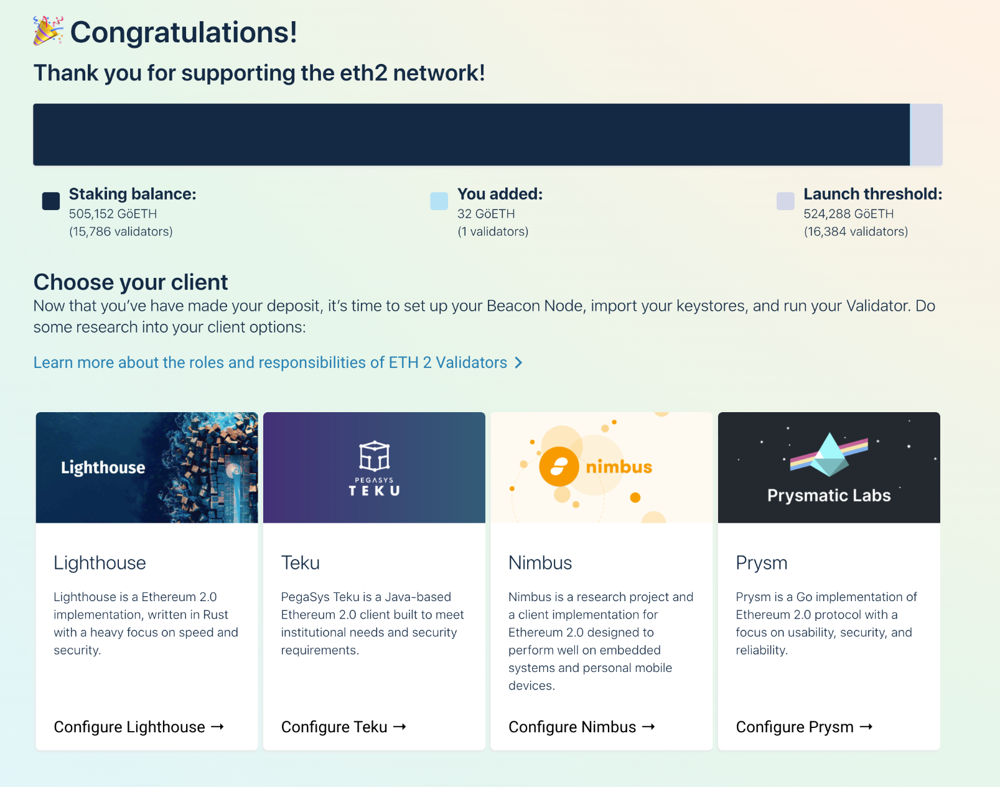 Congratulations!
Thank you for supporting the eth2 network!
Staking balance:
505,152 GöETH
(15,786 validators)
You added:
32 GöETH
(1 validators)
Launch threshold:
524,288 GöETH
(16,384 validators)
Choose your client
Now that you've have made your deposit, it's time to set up your Beacon Node, import your keystores, and run your Validator. Do
some research into your client options:
Learn more about the roles and responsibilities of ETH 2 Validators
Lighthouse
Lighthouse
Lighthouse is a Ethereum 2.0
implementation, written in Rust
with a heavy focus on speed and
security.
Configure Lighthouse →
PEGASYS
TEKU
Teku
PegaSys Teku is a Java-based
Ethereum 2.0 client built to meet
institutional needs and security
requirements.
Configure Teku →
nimbus
Nimbus
Nimbus is a research project and
a client implementation for
Ethereum 2.0 designed to
perform well on embedded
systems and personal mobile
devices.
Configure Nimbus →
Prysmatic Labs
Prysm
Prysm is a Go implementation of
Ethereum 2.0 protocol with a
focus on usability, security, and
reliability.
Configure Prysm →